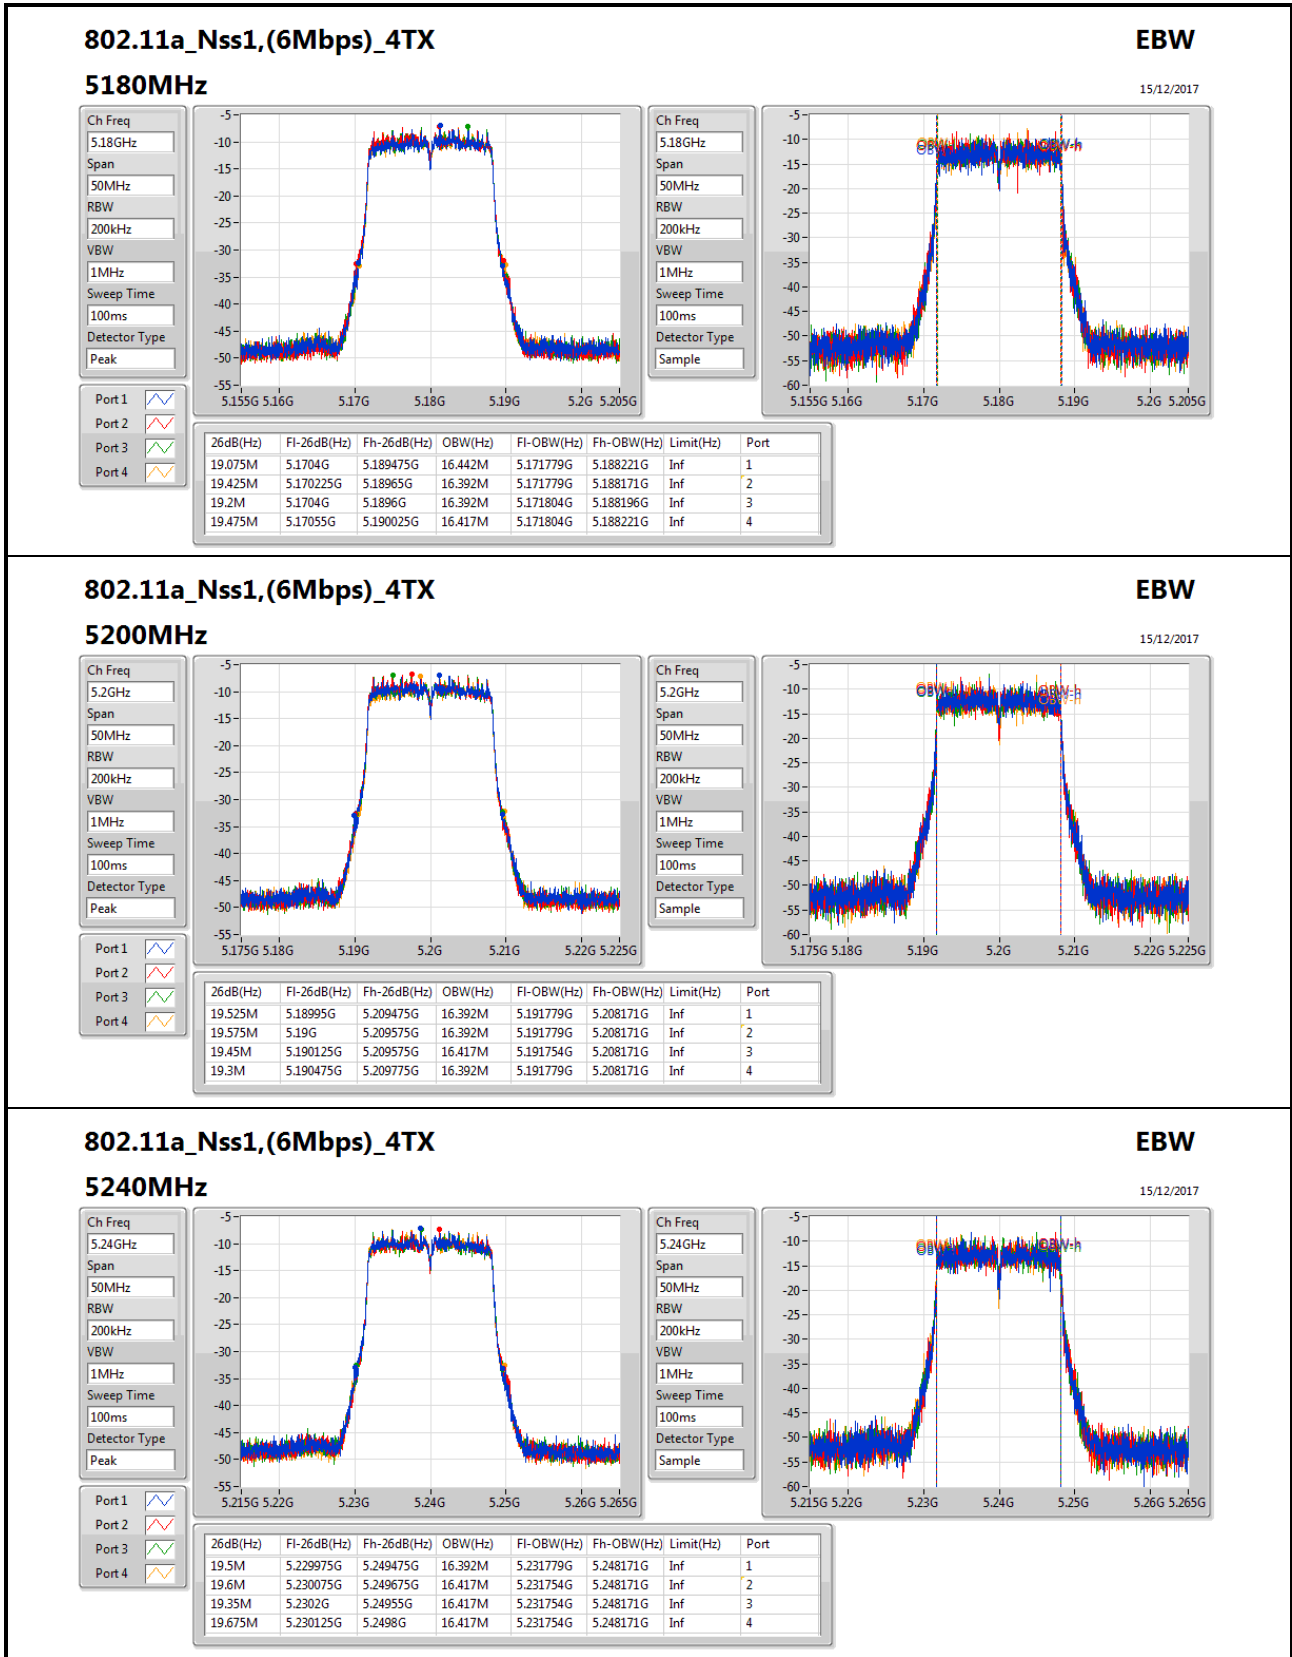 802.11a_Nss1,(6Mbps)_4TX EBW
5180MHz 15/12/2017
Ch Freq
5.18GHz
Span
50MHz
RBW
200kHz
VBW
1MHz
Sweep Time
100ms
Detector Type
Peak
-5
-10
-15
-20
-25
-30
-35
-40
-45
-50
-55
5.155G 5.16G 5.17G 5.18G 5.19G 5.2G 5.205G
Ch Freq
5.18GHz
Span
50MHz
RBW
200kHz
VBW
1MHz
Sweep Time
100ms
Detector Type
Sample
-5
-10
-15
-20
-25
-30
-35
-40
-45
-50
-55
-60
OBW-h
5.155G 5.16G 5.17G 5.18G 5.19G 5.2G 5.205G
Port 1
Port 2
Port 3
Port 4
26dB(Hz) Fl-26dB(Hz) Fh-26dB(Hz) OBW(Hz) Fl-OBW(Hz) Fh-OBW(Hz) Limit(Hz) Port
19.075M 5.1704G 5.189475G 16.442M 5.171779G 5.188221G Inf 1
19.425M 5.170225G 5.18965G 16.392M 5.171779G 5.188171G Inf 2
19.2M 5.1704G 5.1896G 16.392M 5.171804G 5.188196G Inf 3
19.475M 5.17055G 5.190025G 16.417M 5.171804G 5.188221G Inf 4
802.11a_Nss1,(6Mbps)_4TX EBW
5200MHz 15/12/2017
Ch Freq
5.2GHz
Span
50MHz
RBW
200kHz
VBW
1MHz
Sweep Time
100ms
Detector Type
Peak
-5
-10
-15
-20
-25
-30
-35
-40
-45
-50
-55
5.175G 5.18G 5.19G 5.2G 5.21G 5.22G 5.225G
Ch Freq
5.2GHz
Span
50MHz
RBW
200kHz
VBW
1MHz
Sweep Time
100ms
Detector Type
Sample
-5
-10
-15
-20
-25
-30
-35
-40
-45
-50
-55
-60
OBW-h
5.175G 5.18G 5.19G 5.2G 5.21G 5.22G 5.225G
Port 1
Port 2
Port 3
Port 4
26dB(Hz) Fl-26dB(Hz) Fh-26dB(Hz) OBW(Hz) Fl-OBW(Hz) Fh-OBW(Hz) Limit(Hz) Port
19.525M 5.18995G 5.209475G 16.392M 5.191779G 5.208171G Inf 1
19.575M 5.19G 5.209575G 16.392M 5.191779G 5.208171G Inf 2
19.45M 5.190125G 5.209575G 16.417M 5.191754G 5.208171G Inf 3
19.3M 5.190475G 5.209775G 16.392M 5.191779G 5.208171G Inf 4
802.11a_Nss1,(6Mbps)_4TX EBW
5240MHz 15/12/2017
Ch Freq
5.24GHz
Span
50MHz
RBW
200kHz
VBW
1MHz
Sweep Time
100ms
Detector Type
Peak
-5
-10
-15
-20
-25
-30
-35
-40
-45
-50
-55
5.215G 5.22G 5.23G 5.24G 5.25G 5.26G 5.265G
Ch Freq
5.24GHz
Span
50MHz
RBW
200kHz
VBW
1MHz
Sweep Time
100ms
Detector Type
Sample
-5
-10
-15
-20
-25
-30
-35
-40
-45
-50
-55
-60
OBW-h
5.215G 5.22G 5.23G 5.24G 5.25G 5.26G 5.265G
Port 1
Port 2
Port 3
Port 4
26dB(Hz) Fl-26dB(Hz) Fh-26dB(Hz) OBW(Hz) Fl-OBW(Hz) Fh-OBW(Hz) Limit(Hz) Port
19.5M 5.229975G 5.249475G 16.392M 5.231779G 5.248171G Inf 1
19.6M 5.230075G 5.249675G 16.417M 5.231754G 5.248171G Inf 2
19.35M 5.2302G 5.24955G 16.417M 5.231754G 5.248171G Inf 3
19.675M 5.230125G 5.2498G 16.417M 5.231754G 5.248171G Inf 4